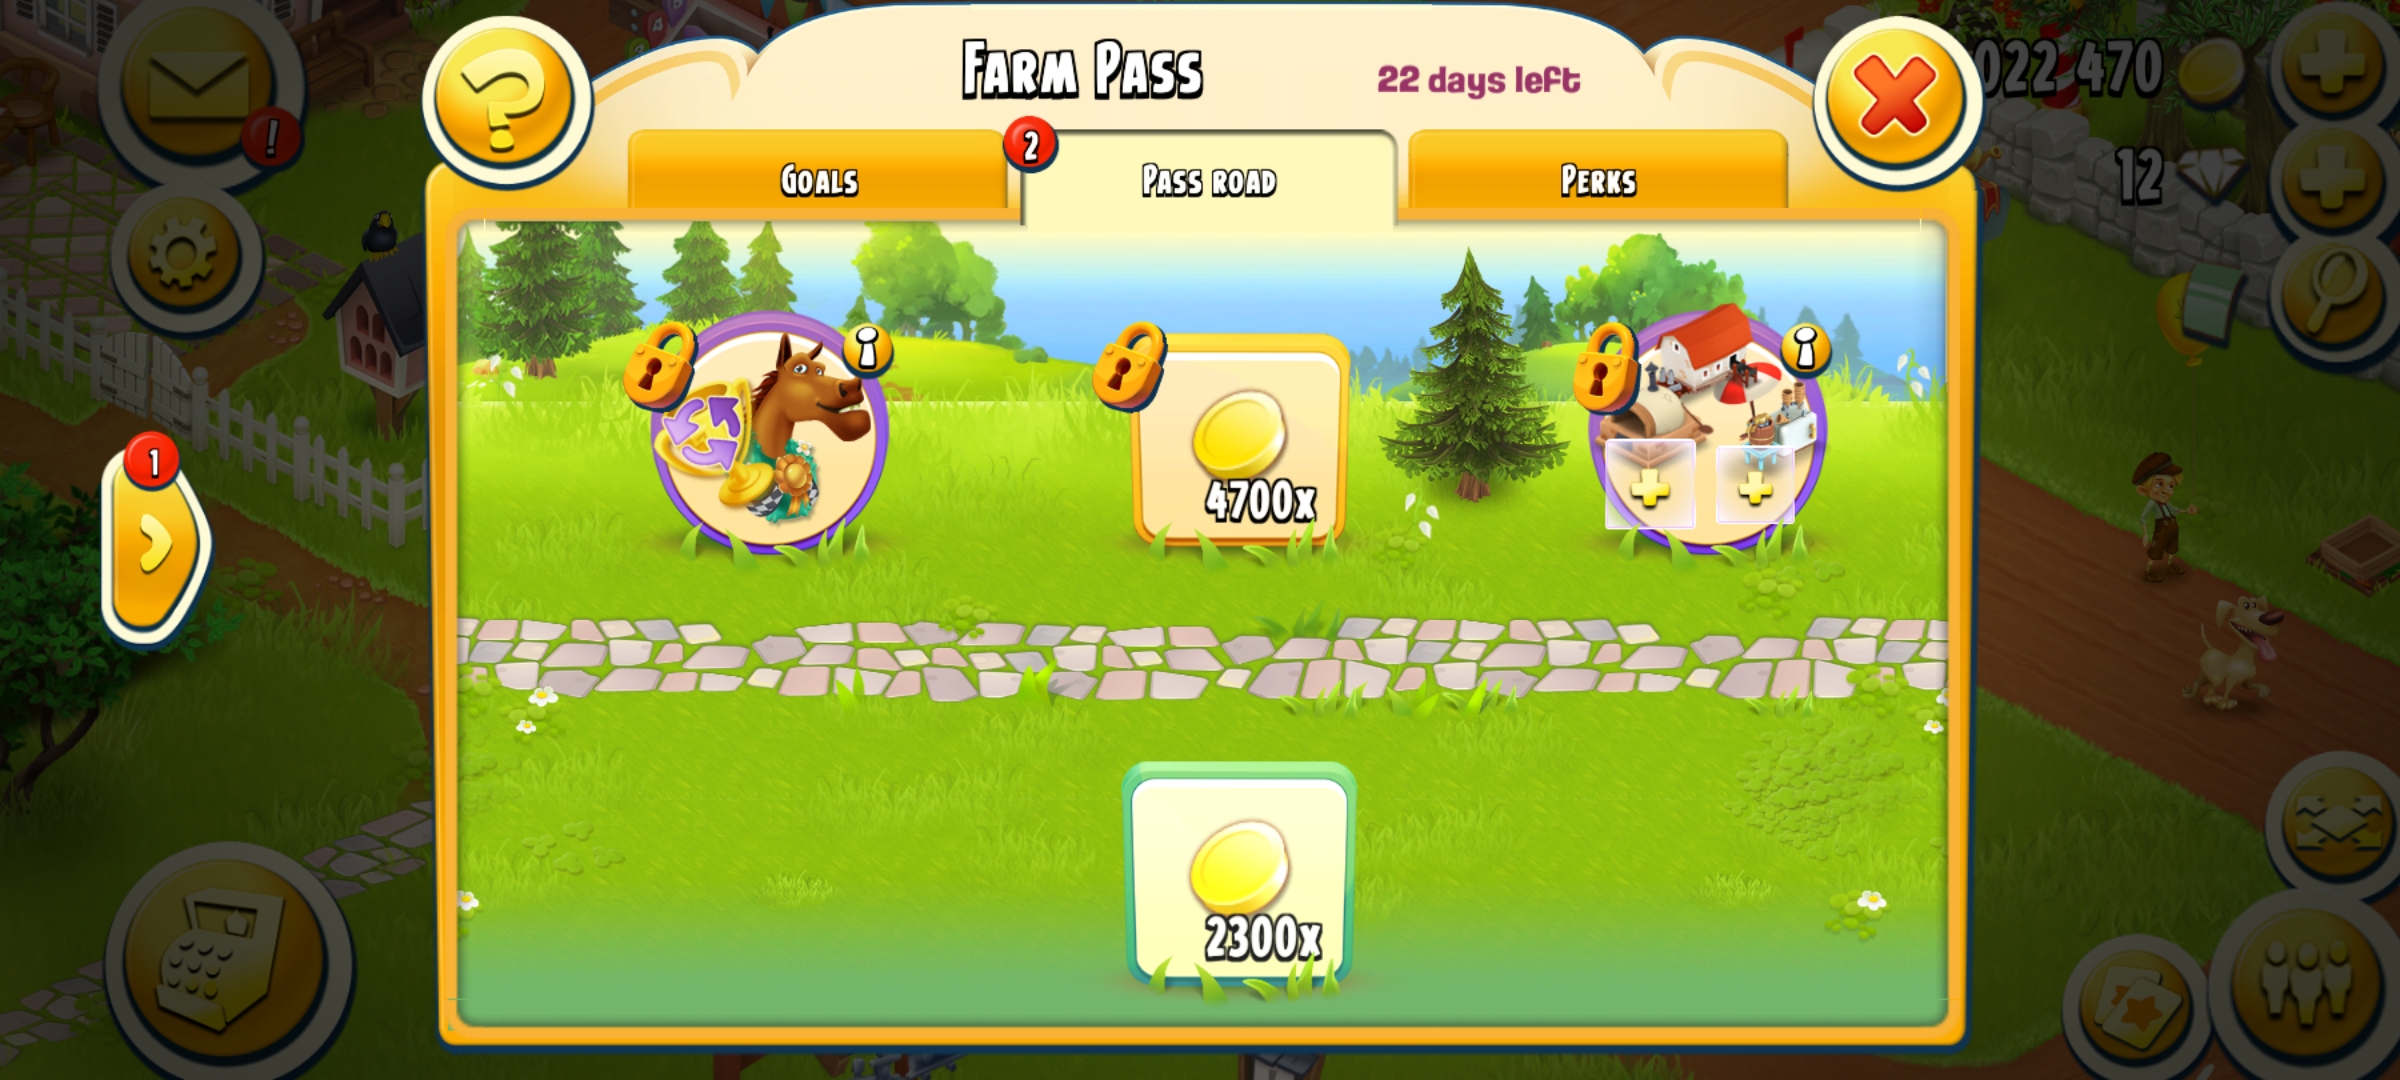 FARM PASS
22 days left
022 470
2
GOALS
PASS ROAD
PERKS
12
1
4700x
2300x